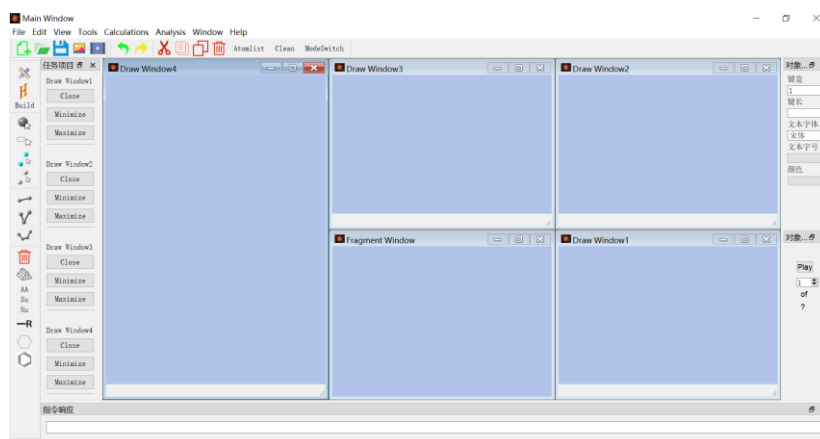 Main Window
File Edit View Tools Calculations Analysis Window Help
Atomlist Clean ModeSwitch
Build
AA
Su
Nu
—R
任务项目
Draw Window1
Close
Minimize
Maximize
Draw Window2
Close
Minimize
Maximize
Draw Window3
Close
Minimize
Maximize
Draw Window4
Close
Minimize
Maximize
Draw Window4
Draw Window3
Draw Window2
Fragment Window
Draw Window1
对象...
键宽
1
键长
文本字体
宋体
文本字号
颜色
对象...
Play
1
of
?
指令响应